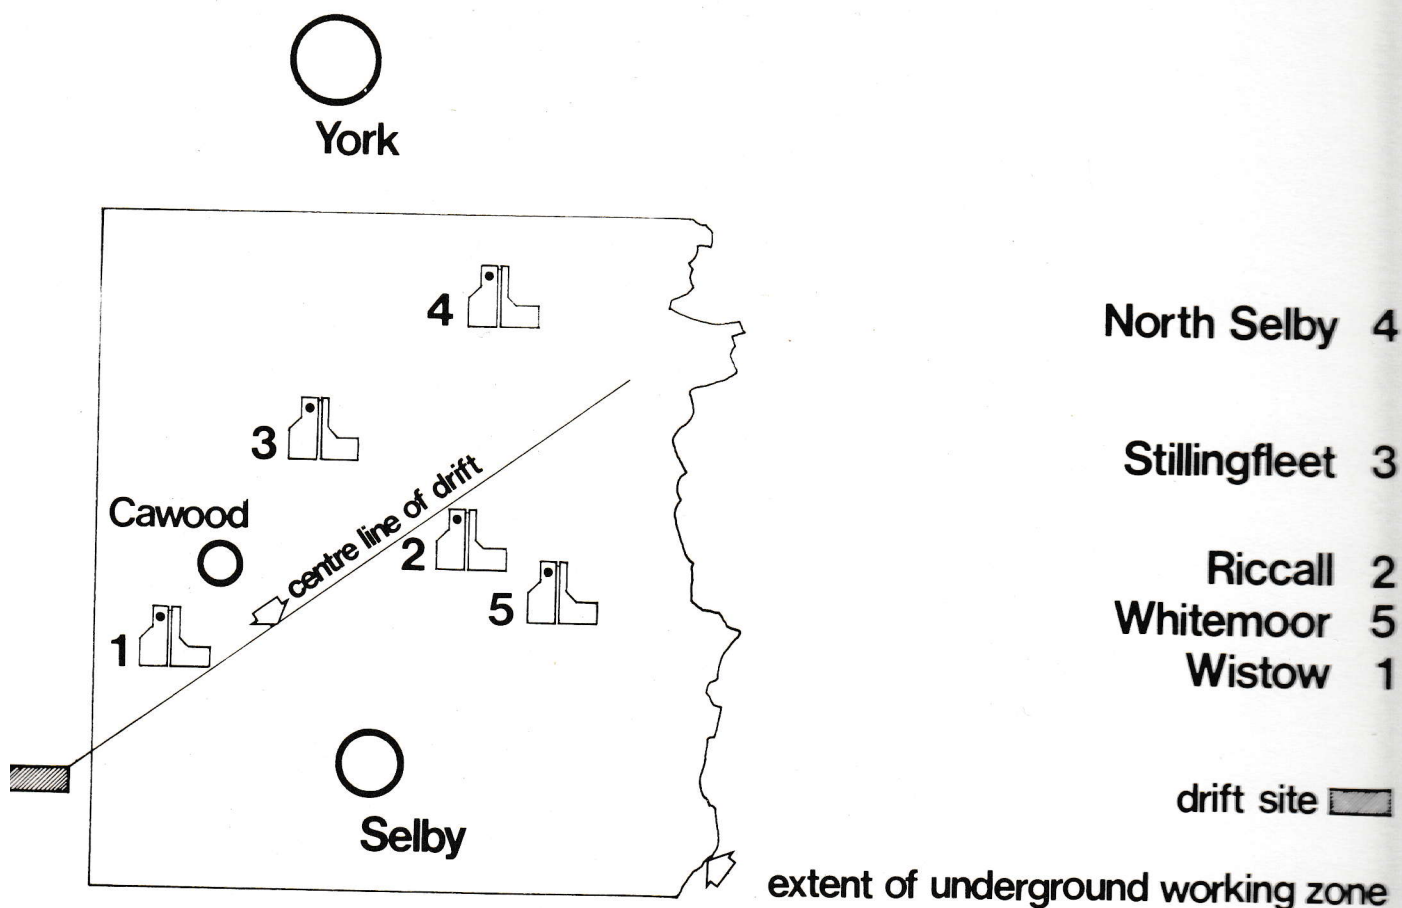 York
4
North Selby 4
3
Stillingfleet 3
centre line of drift
Cawood
2
Riccall 2
5
Whitemoor 5
1
Wistow 1
drift site
Selby
extent of underground working zone